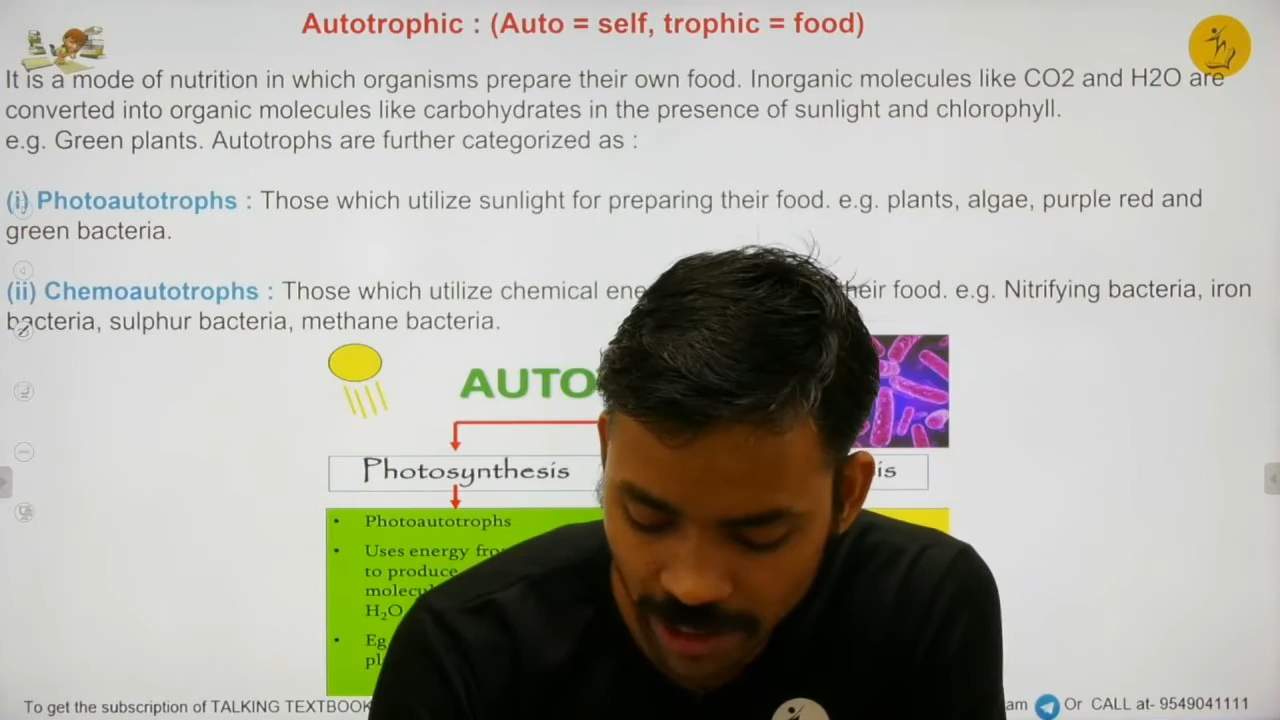 Autotrophic : (Auto = self, trophic = food)
It is a mode of nutrition in which organisms prepare their own food. Inorganic molecules like CO2 and H2O are
converted into organic molecules like carbohydrates in the presence of sunlight and chlorophyll.
e.g. Green plants. Autotrophs are further categorized as :
(i) Photoautotrophs : Those which utilize sunlight for preparing their food. e.g. plants, algae, purple red and
green bacteria.
(ii) Chemoautotrophs : Those which utilize chemical ene their food. e.g. Nitrifying bacteria, iron
bacteria, sulphur bacteria, methane bacteria.
AUTO
Photosynthesis
is
• Photoautotrophs
• Uses energy fro
to produce
molecu
H₂O
• Eg
pl
To get the subscription of TALKING TEXTBOOK am Or CALL at- 9549041111